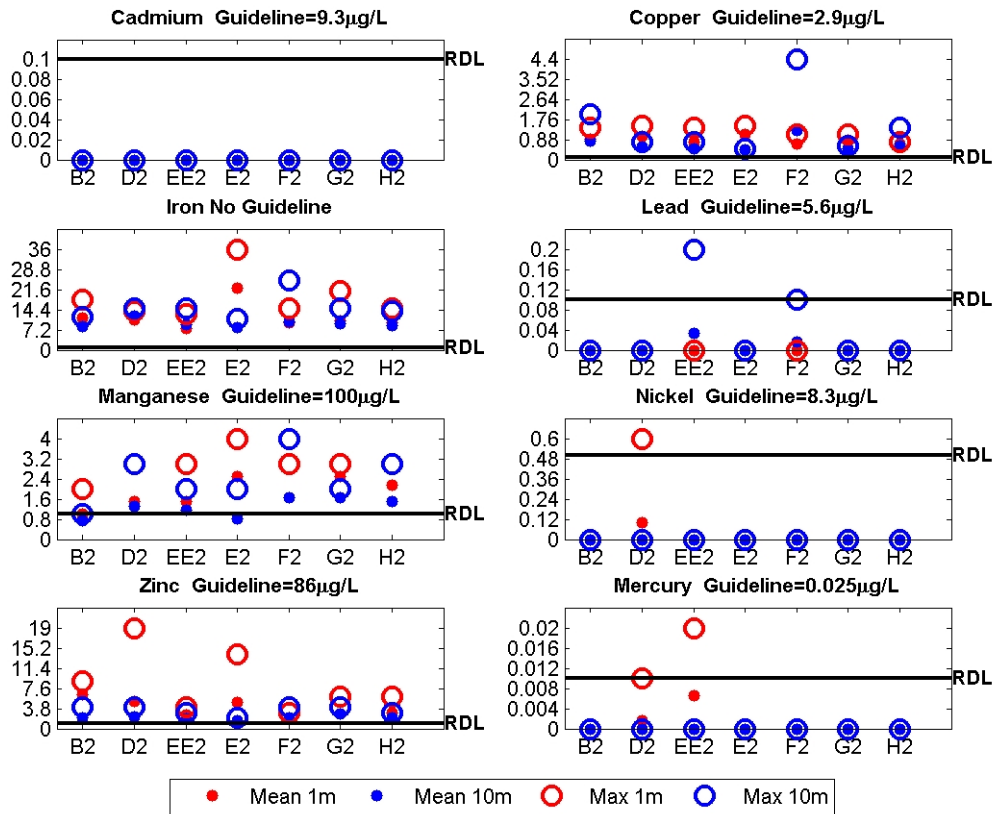 Cadmium Guideline=9.3µg/L
0.1
0.08
0.06
0.04
0.02
0
RDL
B2 D2 EE2 E2 F2 G2 H2
Copper Guideline=2.9µg/L
4.4
3.52
2.64
1.76
0.88
0
RDL
B2 D2 EE2 E2 F2 G2 H2
Iron No Guideline
36
28.8
21.6
14.4
7.2
0
RDL
B2 D2 EE2 E2 F2 G2 H2
Lead Guideline=5.6µg/L
0.2
0.16
0.12
0.08
0.04
0
RDL
B2 D2 EE2 E2 F2 G2 H2
Manganese Guideline=100µg/L
4
3.2
2.4
1.6
0.8
0
RDL
B2 D2 EE2 E2 F2 G2 H2
Nickel Guideline=8.3µg/L
0.6
0.48
0.36
0.24
0.12
0
RDL
B2 D2 EE2 E2 F2 G2 H2
Zinc Guideline=86µg/L
19
15.2
11.4
7.6
3.8
0
RDL
B2 D2 EE2 E2 F2 G2 H2
Mercury Guideline=0.025µg/L
0.02
0.016
0.012
0.008
0.004
0
RDL
B2 D2 EE2 E2 F2 G2 H2
Mean 1m Mean 10m Max 1m Max 10m